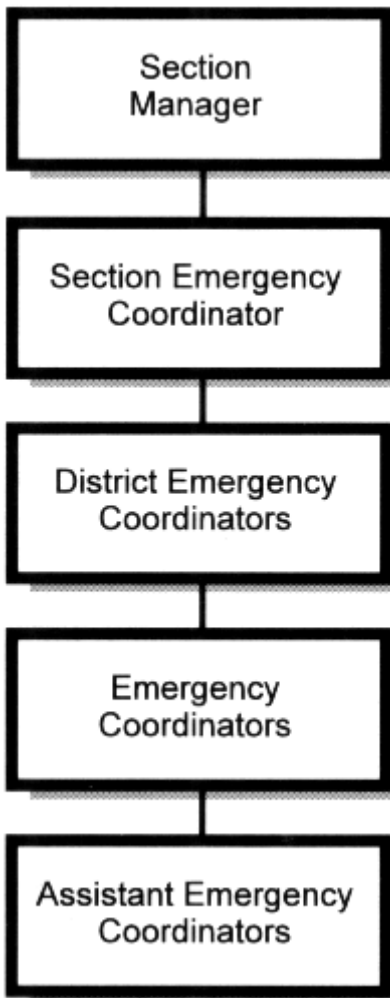 Section
Manager
Section Emergency
Coordinator
District Emergency
Coordinators
Emergency
Coordinators
Assistant Emergency
Coordinators